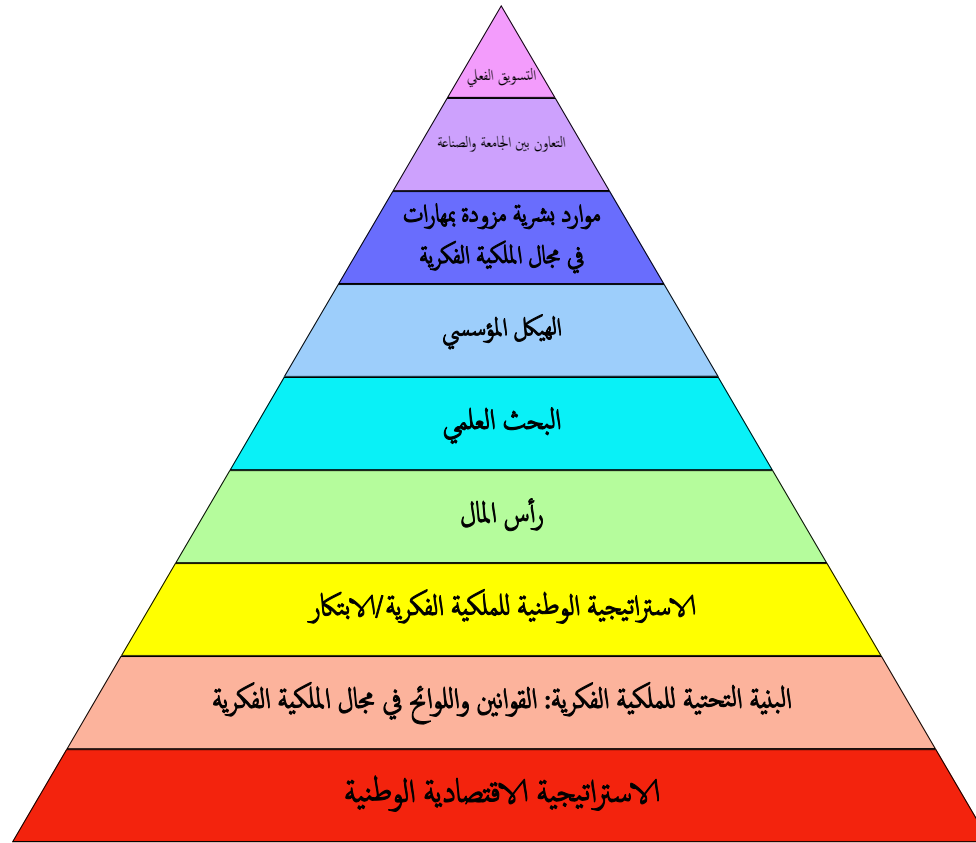 التسويق الفعلي
التعاون بين الجامعة والصناعة
موارد بشرية مزودة بمهارات
في مجال الملكية الفكرية
الهيكل المؤسسي
البحث العلمي
رأس المال
الاستراتيجية الوطنية للملكية الفكرية/الابتكار
البنية التحتية للملكية الفكرية: القوانين واللوائح في مجال الملكية الفكرية
الاستراتيجية الاقتصادية الوطنية